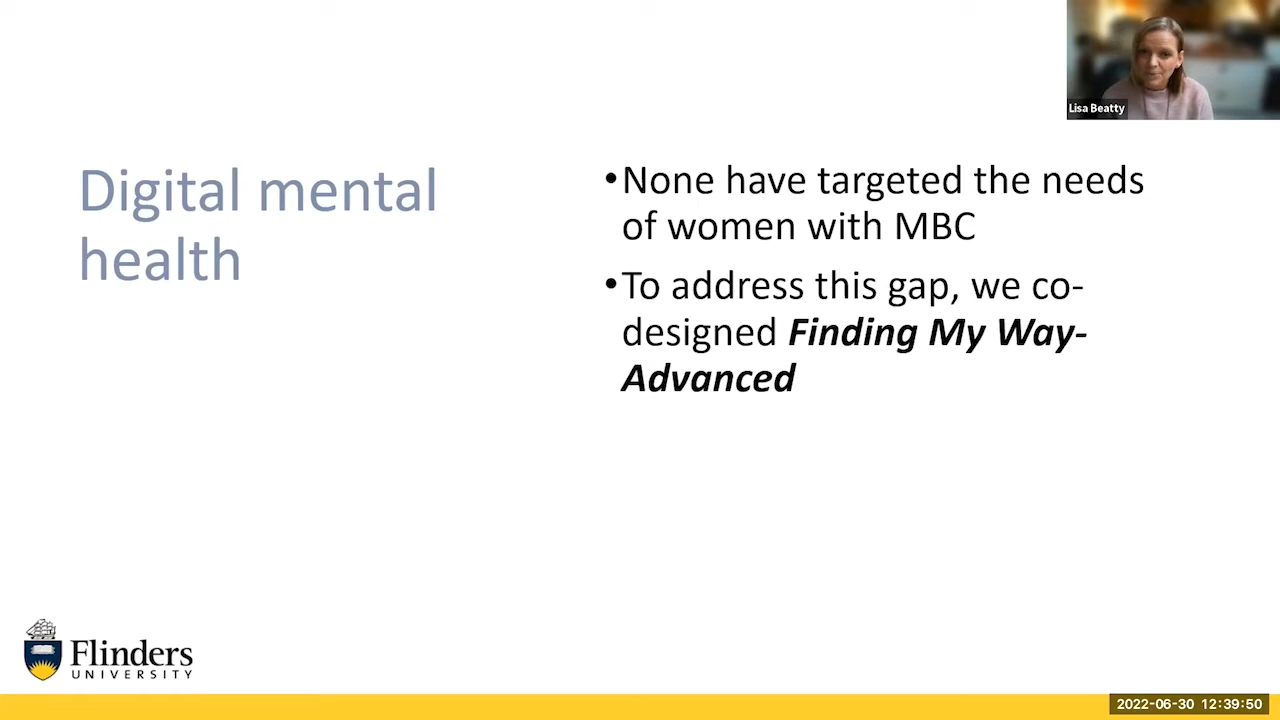 Lisa Beatty
Digital mental
health
•None have targeted the needs
of women with MBC
•To address this gap, we co-
designed Finding My Way-
Advanced
Flinders
UNIVERSITY
2022-06-30 12:39:50